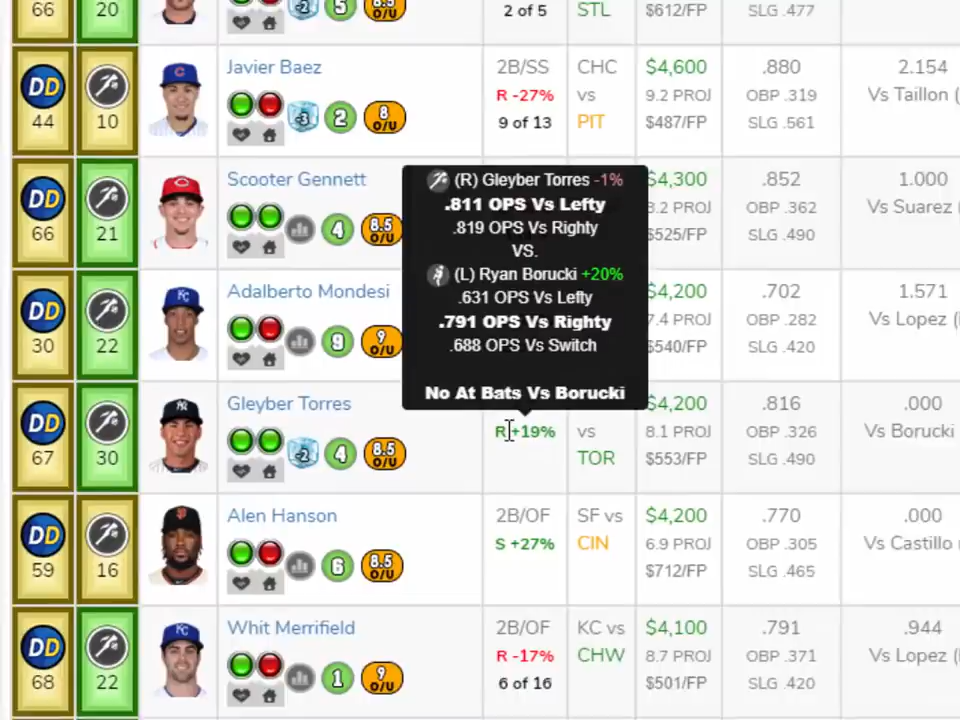 66 20 -2 5 8.5 O/U 2 of 5 STL $612/FP SLG .477
Javier Baez 2B/SS CHC $4,600 .880 2.154
DD R -27% vs 9.2 PROJ OBP .319 Vs Taillon (
44 10 -3 2 8 O/U 9 of 13 PIT $487/FP SLG .561
Scooter Gennett $4,300 .852 1.000
DD 8.2 PROJ OBP .362 Vs Suarez (
66 21 4 8.5 O/U $525/FP SLG .490
(R) Gleyber Torres -1%
.811 OPS Vs Lefty
.819 OPS Vs Righty
VS.
(L) Ryan Borucki +20%
.631 OPS Vs Lefty
.791 OPS Vs Righty
.688 OPS Vs Switch
No At Bats Vs Borucki
Adalberto Mondesi $4,200 .702 1.571
DD 7.4 PROJ OBP .282 Vs Lopez (
30 22 9 9 O/U $540/FP SLG .420
Gleyber Torres $4,200 .816 .000
DD R +19% vs 8.1 PROJ OBP .326 Vs Borucki
67 30 -2 4 8.5 O/U TOR $553/FP SLG .490
Alen Hanson 2B/OF SF vs $4,200 .770 .000
DD S +27% CIN 6.9 PROJ OBP .305 Vs Castillo
59 16 6 8.5 O/U $712/FP SLG .465
Whit Merrifield 2B/OF KC vs $4,100 .791 .944
DD R -17% CHW 8.7 PROJ OBP .371 Vs Lopez (
68 22 1 9 O/U 6 of 16 $501/FP SLG .420